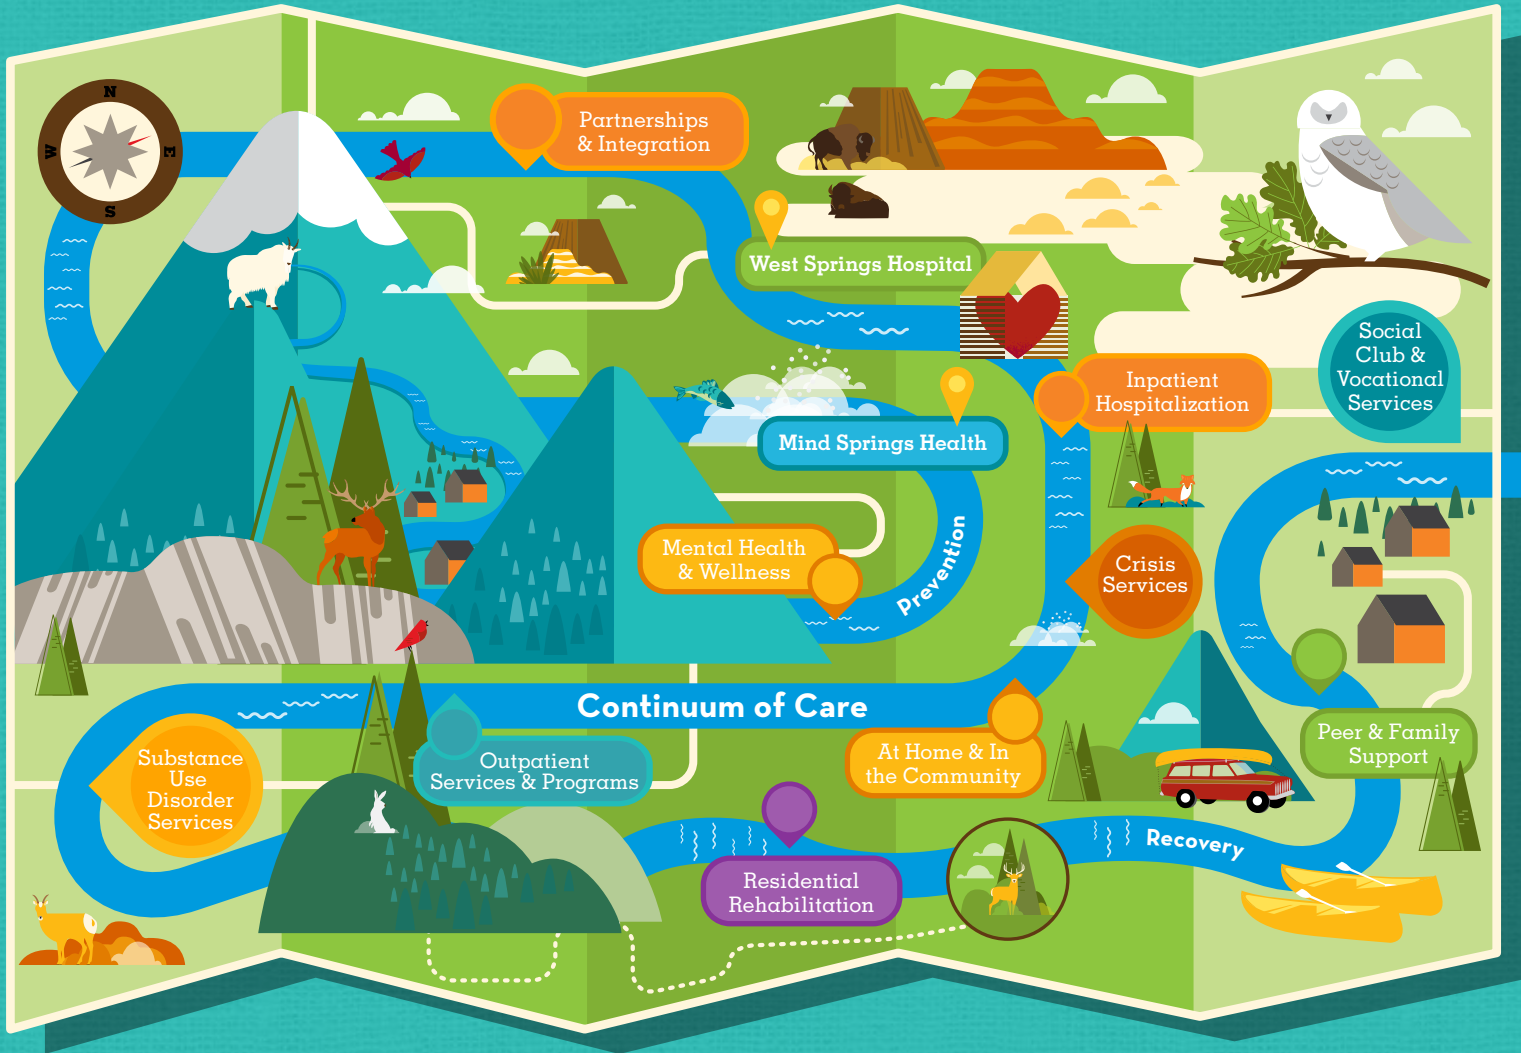 N
W
E
S
Partnerships
& Integration
West Springs Hospital
Social
Club &
Vocational
Services
Inpatient
Hospitalization
Mind Springs Health
Mental Health
& Wellness
Prevention
Crisis
Services
Continuum of Care
Peer & Family
Support
At Home & In
the Community
Outpatient
Services & Programs
Substance
Use
Disorder
Services
Recovery
Residential
Rehabilitation